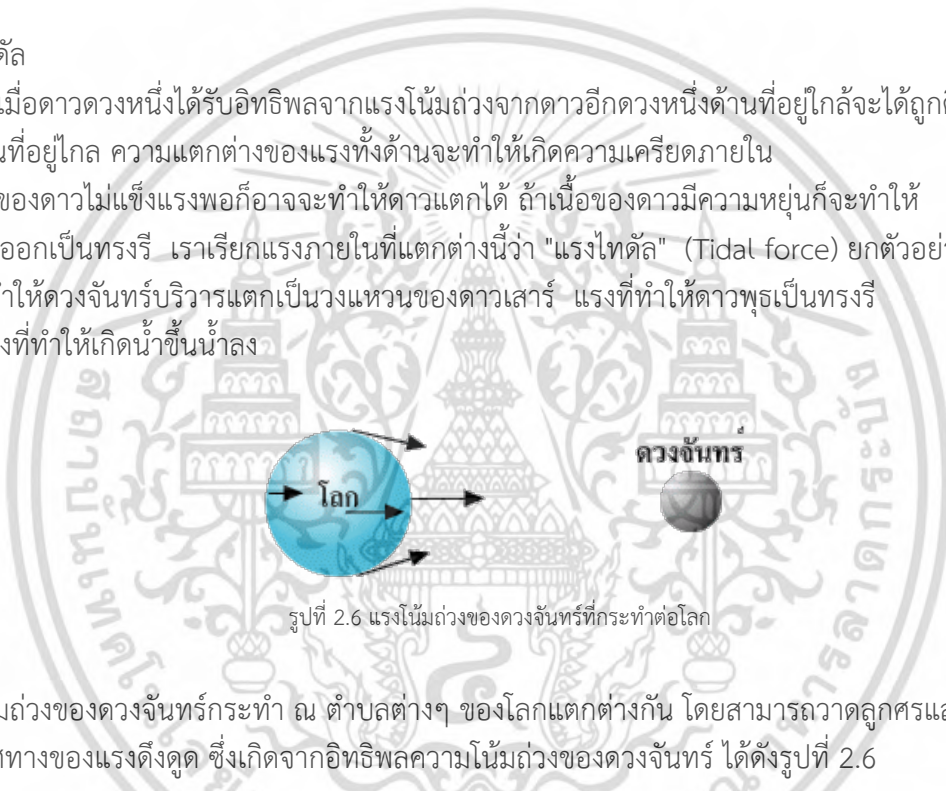 ดัล
เมื่อดาวดวงหนึ่งได้รับอิทธิพลจากแรงโน้มถ่วงจากดาวอีกดวงหนึ่งด้านที่อยู่ใกล้จะได้ถูก
ที่อยู่ไกล ความแตกต่างของแรงทั้งด้านจะทำให้เกิดความเครียดภายใน
ของดาวไม่แข็งแรงพอก็อาจจะทำให้ดาวแตกได้ ถ้าเนื้อของดาวมีความหยุ่นก็จะทำให้
ออกเป็นทรงรี เราเรียกแรงภายในที่แตกต่างนี้ว่า "แรงไทดัล" (Tidal force) ยกตัวอย่า
ทำให้ดวงจันทร์บริวารแตกเป็นวงแหวนของดาวเสาร์ แรงที่ทำให้ดาวพุธเป็นทรงรี
งที่ทำให้เกิดน้ำขึ้นน้ำลง
ดวงจันทร์
โลก
รูปที่ 2.6 แรงโน้มถ่วงของดวงจันทร์ที่กระทำต่อโลก
มถ่วงของดวงจันทร์กระทำ ณ ตำบลต่างๆ ของโลกแตกต่างกัน โดยสามารถวาดลูกศรแส
ทางของแรงดึงดูด ซึ่งเกิดจากอิทธิพลความโน้มถ่วงของดวงจันทร์ ได้ดังรูปที่ 2.6